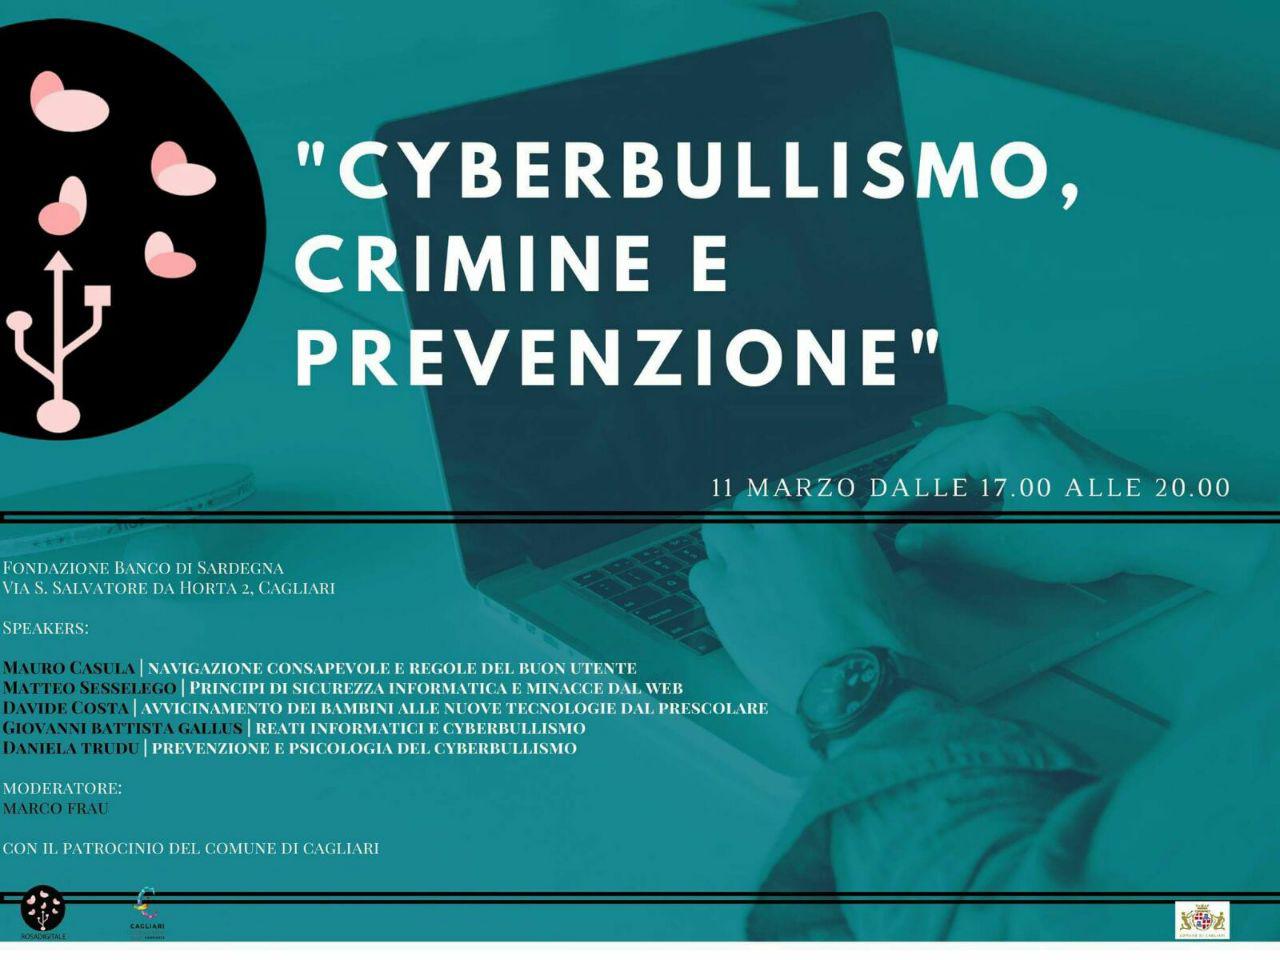 "CYBERBULLISMO,
CRIMINE E
PREVENZIONE"
11 MARZO DALLE 17.00 ALLE 20.00
FONDAZIONE BANCO DI SARDEGNA
VIA S. SALVATORE DA HORTA 2, CAGLIARI
SPEAKERS:
MAURO CASULA | NAVIGAZIONE CONSAPEVOLE E REGOLE DEL BUON UTENTE
MATTEO SESSELEGO | PRINCIPI DI SICUREZZA INFORMATICA E MINACCE DAL WEB
DAVIDE COSTA | AVVICINAMENTO DEI BAMBINI ALLE NUOVE TECNOLOGIE DAL PRESCOLARE
GIOVANNI BATTISTA GALLUS | REATI INFORMATICI E CYBERBULLISMO
DANIELA TRUDU | PREVENZIONE E PSICOLOGIA DEL CYBERBULLISMO
MODERATORE:
MARCO FRAU
CON IL PATROCINIO DEL COMUNE DI CAGLIARI
ROSADIGITALE
CAGLIARI
COMUNE DI CAGLIARI